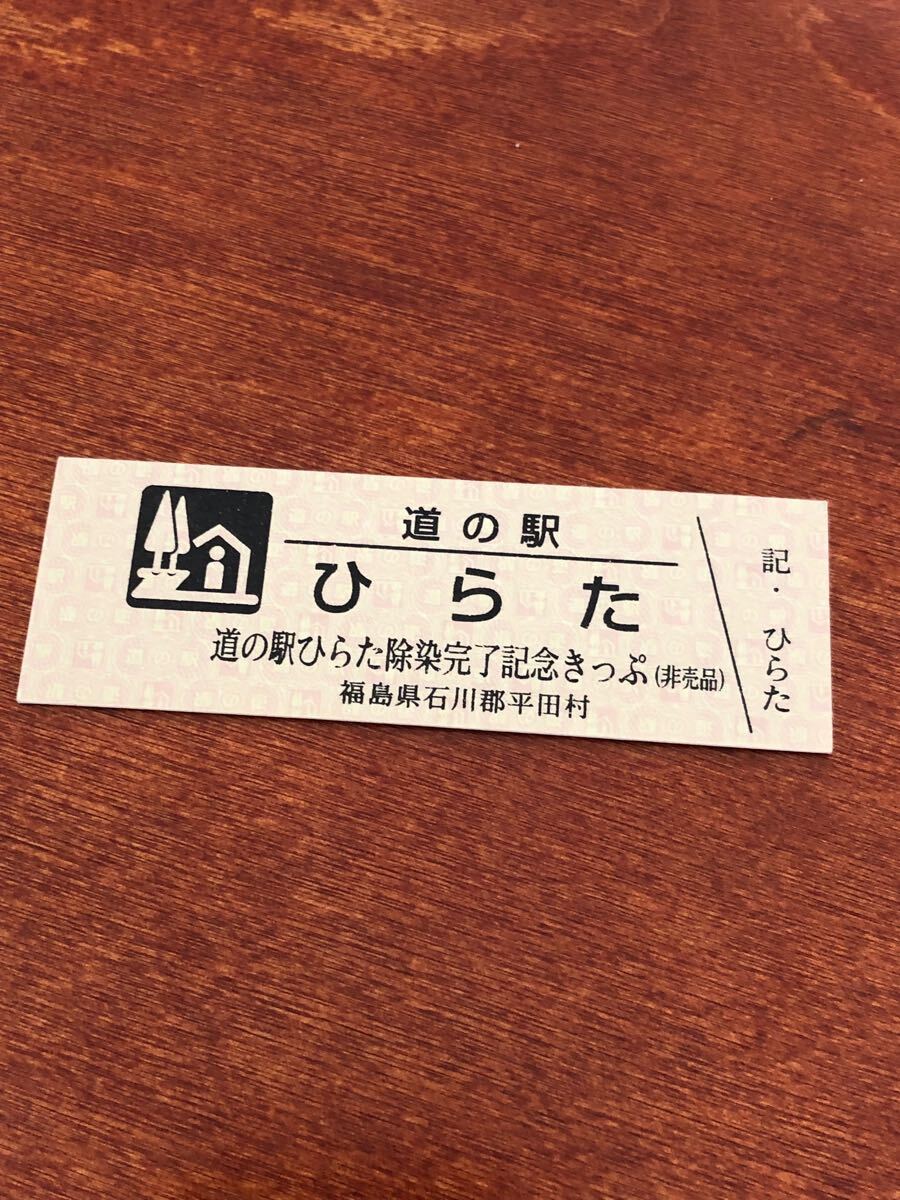 道の駅
ひらた
道の駅ひらた除染完了記念きっぷ(非売品)
福島県石川郡平田村
記・ひらた